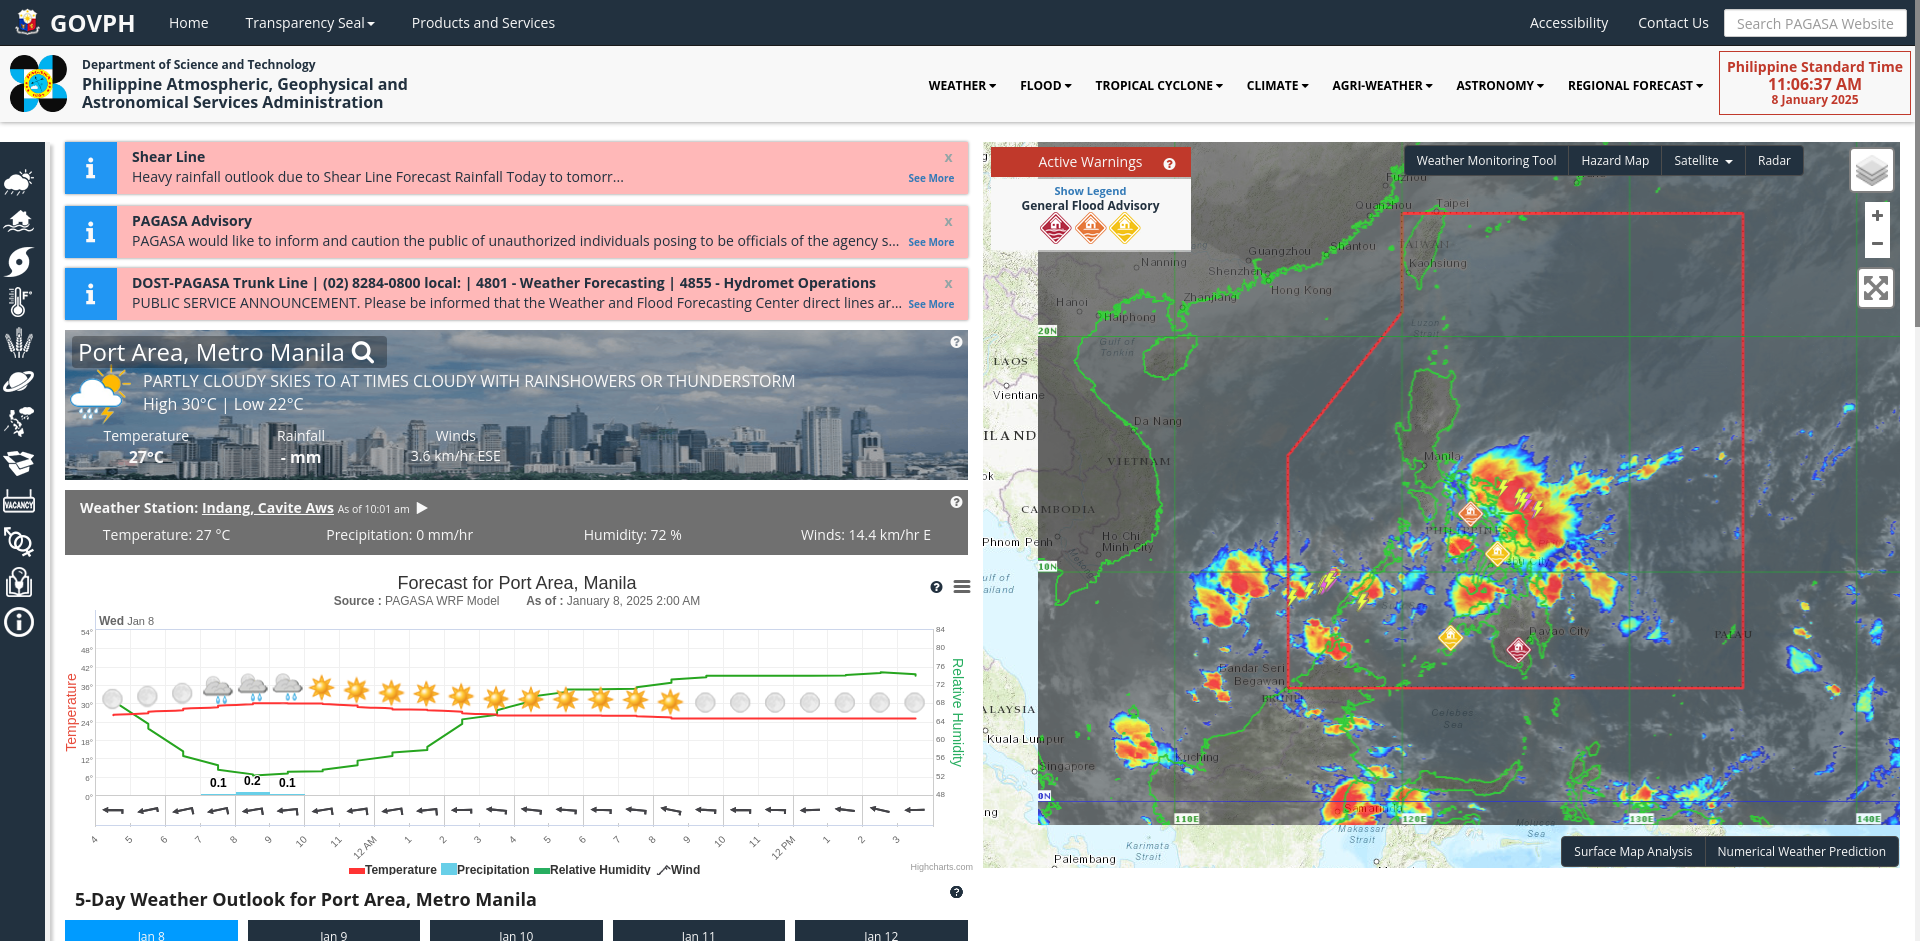 GOVPH
Home
Transparency Seal
Products and Services
Accessibility
Contact Us
Search PAGASA Website
Department of Science and Technology
Philippine Atmospheric, Geophysical and
Astronomical Services Administration
WEATHER
FLOOD
TROPICAL CYCLONE
CLIMATE
AGRI-WEATHER
ASTRONOMY
REGIONAL FORECAST
Philippine Standard Time
11:06:37 AM
8 January 2025
Shear Line
x
Heavy rainfall outlook due to Shear Line Forecast Rainfall Today to tomorr...
See More
PAGASA Advisory
x
PAGASA would like to inform and caution the public of unauthorized individuals posing to be officials of the agency s...
See More
DOST-PAGASA Trunk Line | (02) 8284-0800 local: | 4801 - Weather Forecasting | 4855 - Hydromet Operations
x
PUBLIC SERVICE ANNOUNCEMENT. Please be informed that the Weather and Flood Forecasting Center direct lines ar...
See More
Port Area, Metro Manila
PARTLY CLOUDY SKIES TO AT TIMES CLOUDY WITH RAINSHOWERS OR THUNDERSTORM
High 30°C | Low 22°C
Temperature
Rainfall
Winds
27°C
- mm
3.6 km/hr ESE
Weather Station: Indang, Cavite Aws As of 10:01 am
Temperature: 27 °C
Precipitation: 0 mm/hr
Humidity: 72 %
Winds: 14.4 km/hr E
VACANCY
Forecast for Port Area, Manila
Source : PAGASA WRF Model
As of : January 8, 2025 2:00 AM
Wed Jan 8
54°
48°
42°
36°
30°
24°
18°
12°
6°
0°
Temperature
84
80
76
72
68
64
60
56
52
48
Relative Humidity
0.1
0.2
0.1
4
5
6
7
8
9
10
11
12 AM
1
2
3
4
5
6
7
8
9
10
11
12 PM
1
2
3
Temperature
Precipitation
Relative Humidity
Wind
Highcharts.com
5-Day Weather Outlook for Port Area, Metro Manila
Jan 8
Jan 9
Jan 10
Jan 11
Jan 12
Active Warnings
Show Legend
General Flood Advisory
Weather Monitoring Tool
Hazard Map
Satellite
Radar
+
−
Fuzhou
Quanzhou
Taipei
TAIWAN
Guangzhou
Shantou
Kaohsiung
Nanning
Shenzhen
Hong Kong
Hanoi
Zhanjiang
Haiphong
20N
Luzon
Strait
Gulf of
Tonkin
LAOS
Vientiane
Da Nang
ILAND
VIETNAM
Manila
ok
CAMBODIA
PHILIPPINES
Phnom Penh
Ho Chi
Minh City
10N
ulf of
ailand
Davao City
PALAU
Bandar Seri
Begawan
BRUNEI
ALAYSIA
Celebes
Sea
Kuala Lumpur
Kuching
Singapore
0N
Samarinda
ng
110E
120E
130E
140E
Makassar
Strait
Molucca
Sea
Karimata
Strait
Palembang
Surface Map Analysis
Numerical Weather Prediction